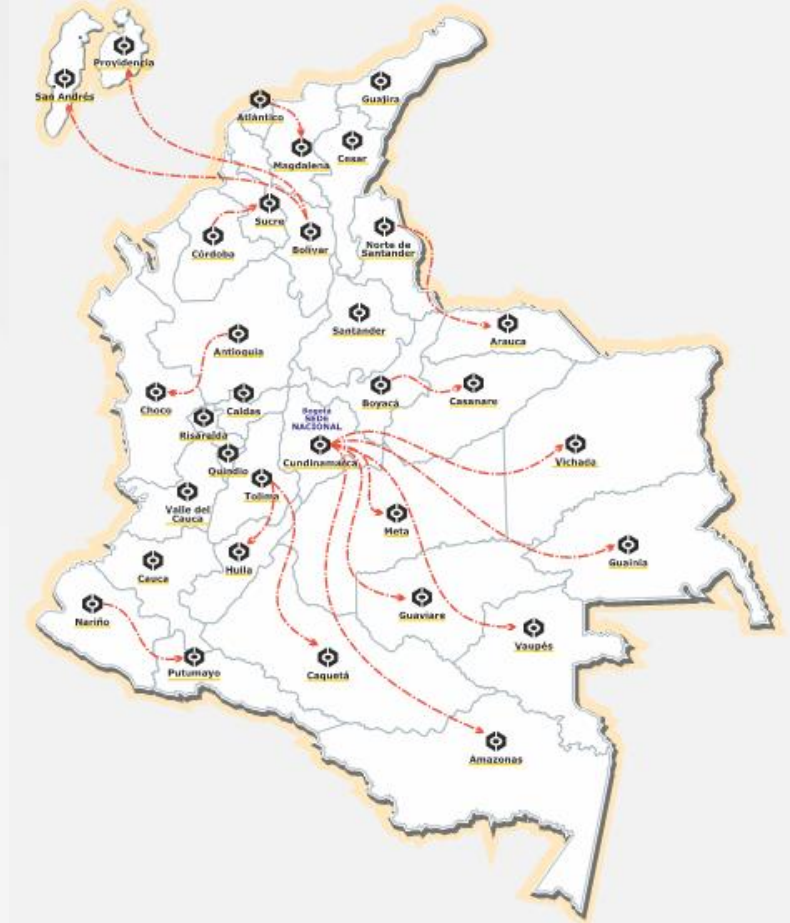 Providencia
San Andrés
Guajira
Atlántico
Magdalena
Cesar
Sucre
Córdoba
Bolívar
Norte de
Santander
Santander
Arauca
Antioquia
Choco
Caldas
Boyacá
Casanare
Risaralda
Bogotá
SEDE
NACIONAL
Cundinamarca
Vichada
Quindío
Tolima
Valle del
Cauca
Meta
Cauca
Huila
Guainía
Nariño
Guaviare
Vaupés
Putumayo
Caquetá
Amazonas